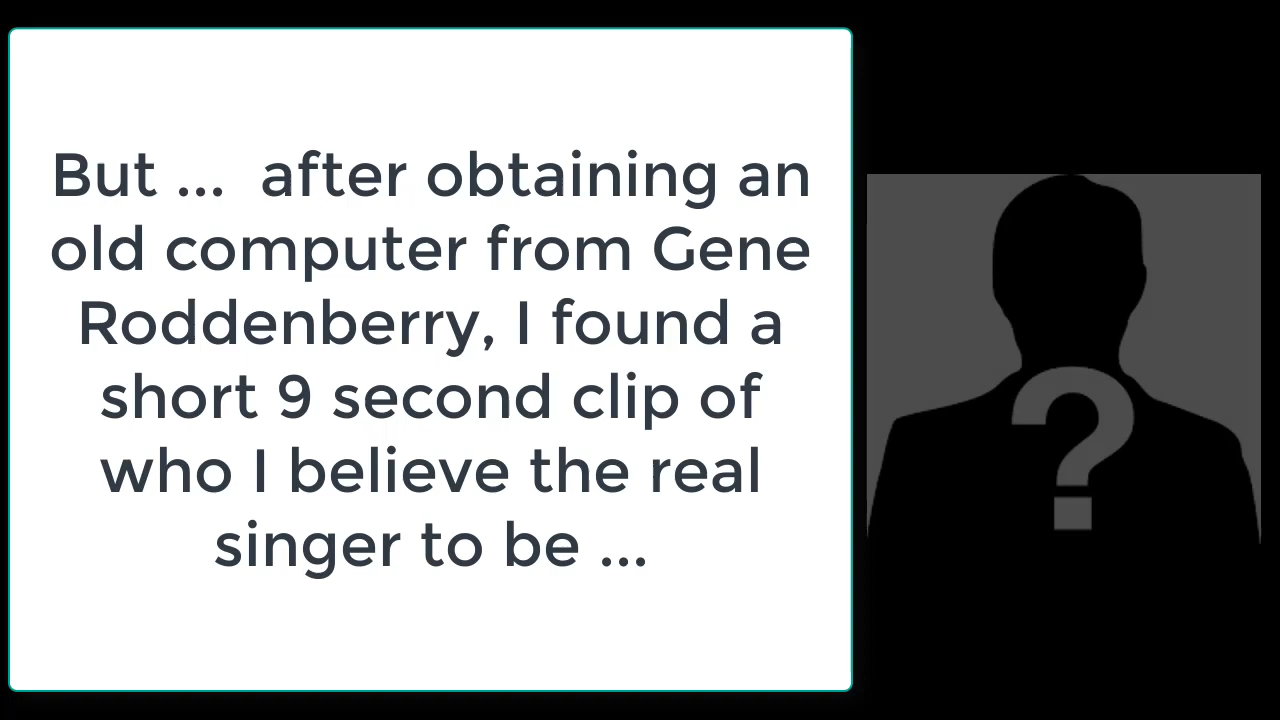 But ... after obtaining an
old computer from Gene
Roddenberry, I found a
short 9 second clip of
who I believe the real
singer to be ...
?